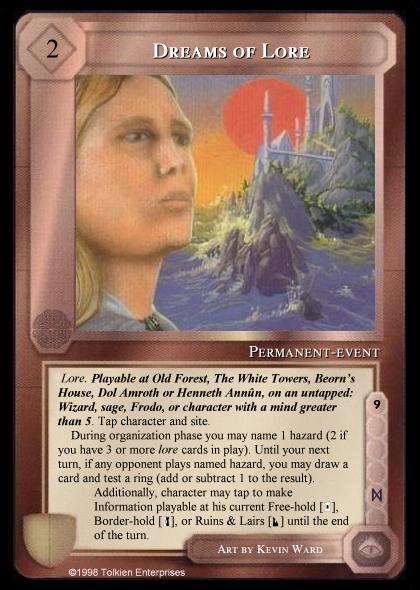 2
DREAMS OF LORE
PERMANENT-EVENT
Lore. Playable at Old Forest, The White Towers, Beorn's
House, Dol Amroth or Henneth Annûn, on an untapped:
Wizard, sage, Frodo, or character with a mind greater
than 5. Tap character and site.
During organization phase you may name 1 hazard (2 if
you have 3 or more lore cards in play). Until your next
turn, if any opponent plays named hazard, you may draw a
card and test a ring (add or subtract 1 to the result).
Additionally, character may tap to make
Information playable at his current Free-hold [],
Border-hold [], or Ruins & Lairs [] until the end
of the turn.
9
ART BY KEVIN WARD
©1998 Tolkien Enterprises